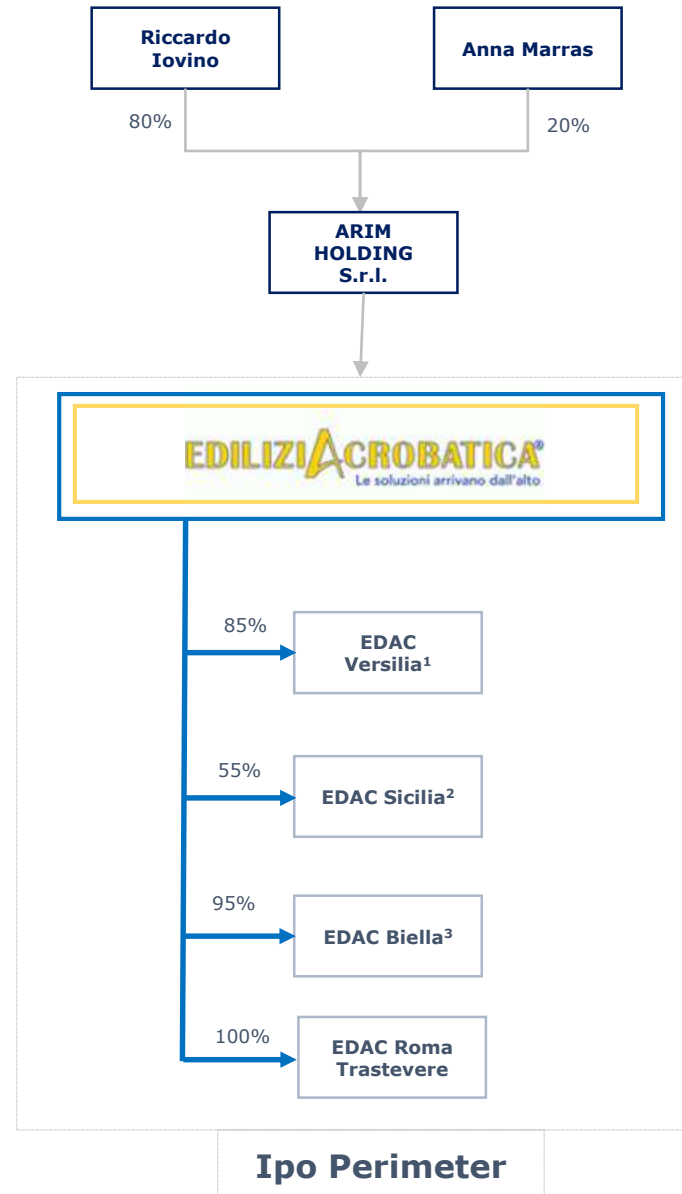 Riccardo
Iovino
Anna Marras
80%
20%
ARIM
HOLDING
S.r.l.
EDILIZIACROBATICA®
Le soluzioni arrivano dall'alto
85%
EDAC
Versilia¹
55%
EDAC Sicilia²
95%
EDAC Biella³
100%
EDAC Roma
Trastevere
Ipo Perimeter